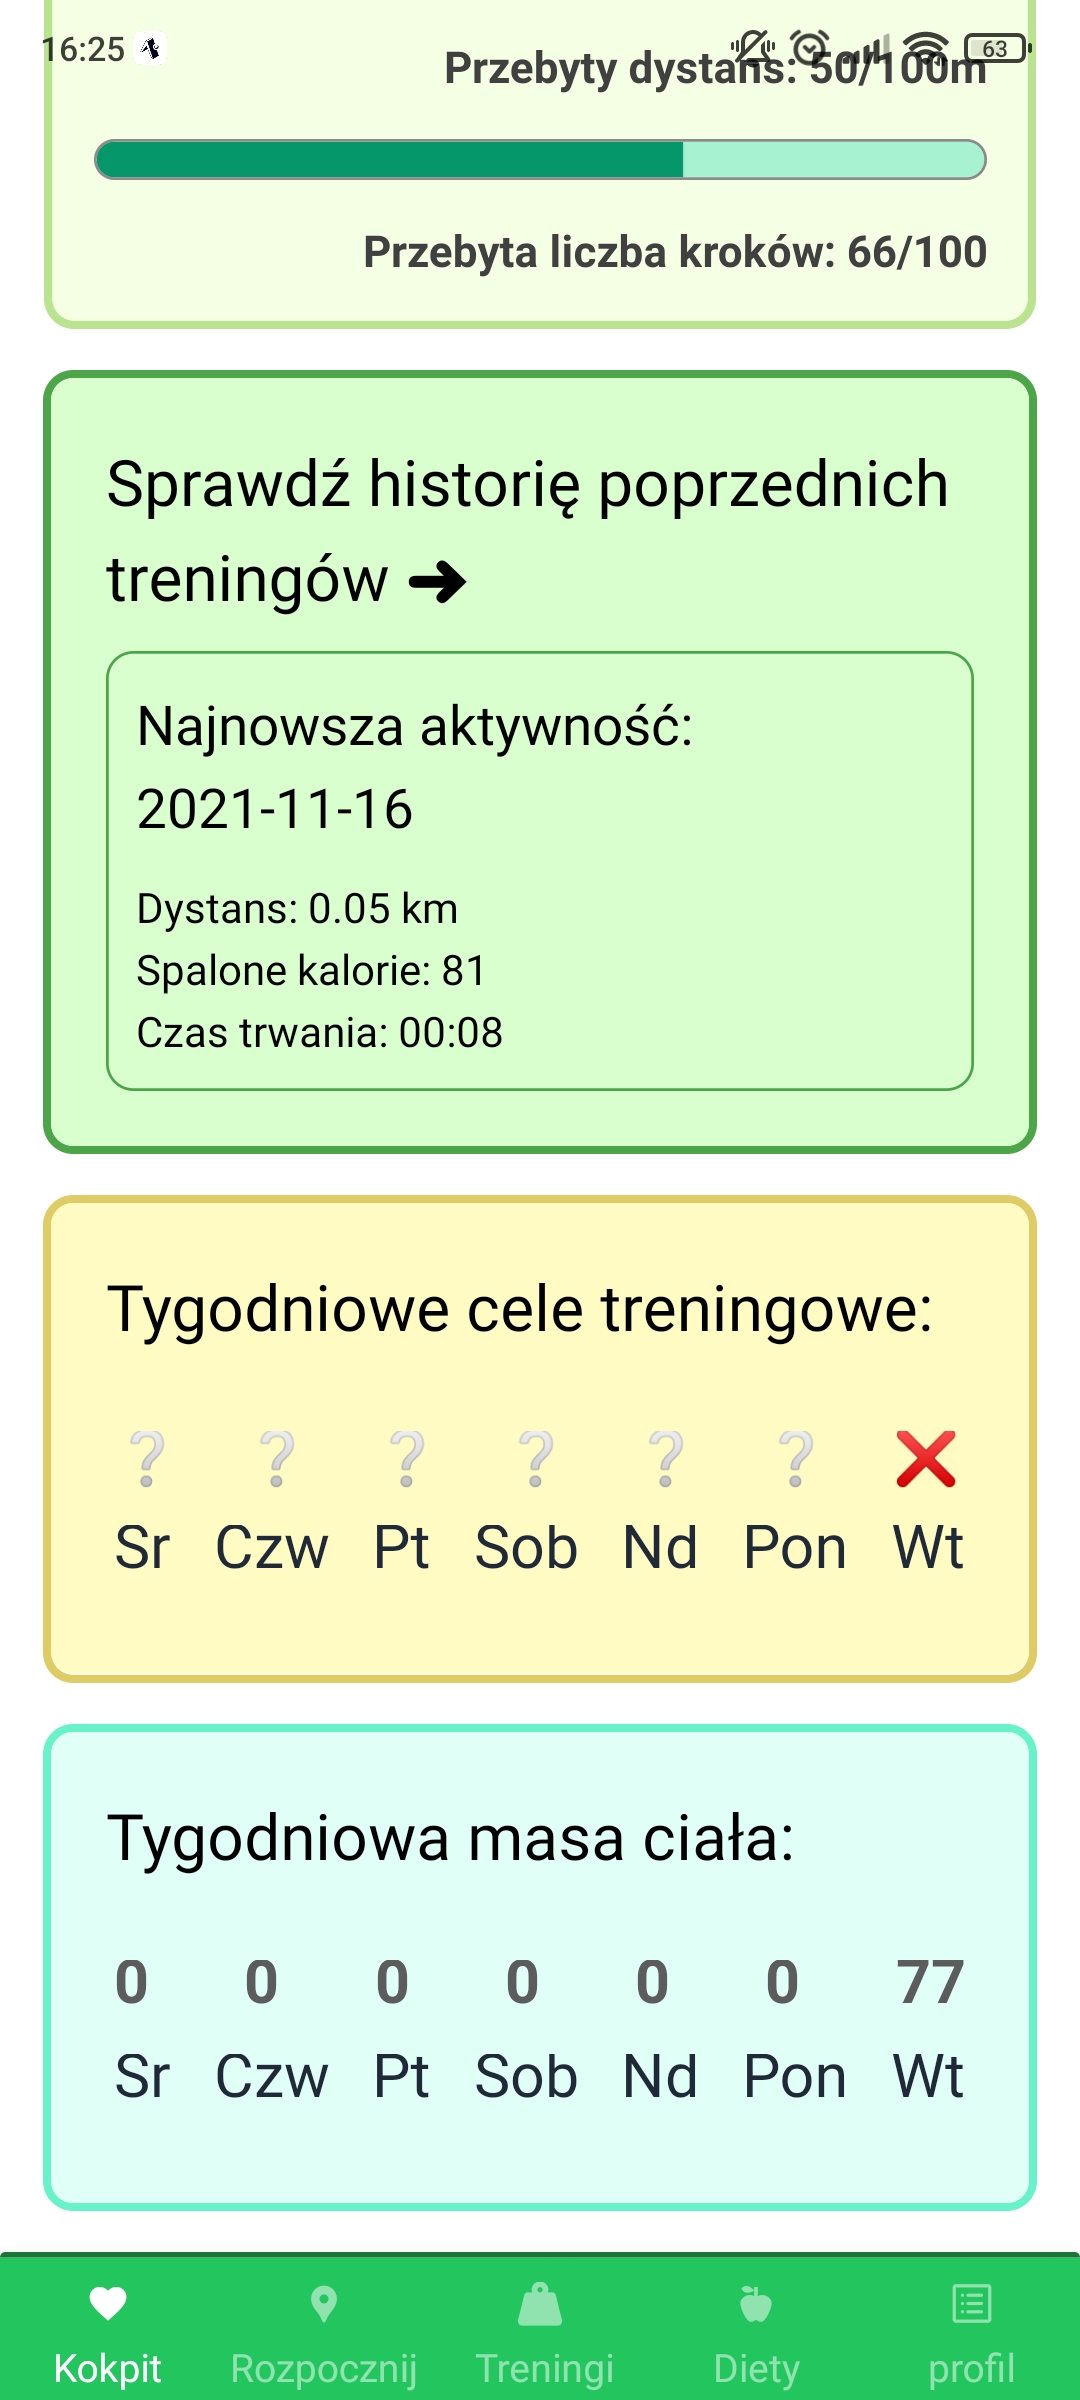 16:25
63
Przebyty dystans: 50/100m
Przebyta liczba kroków: 66/100
Sprawdź historię poprzednich
treningów ➜
Najnowsza aktywność:
2021-11-16
Dystans: 0.05 km
Spalone kalorie: 81
Czas trwania: 00:08
Tygodniowe cele treningowe:
❔ ❔ ❔ ❔ ❔ ❔ ❌
Sr Czw Pt Sob Nd Pon Wt
Tygodniowa masa ciała:
0 0 0 0 0 0 77
Sr Czw Pt Sob Nd Pon Wt
Kokpit Rozpocznij Treningi Diety profil